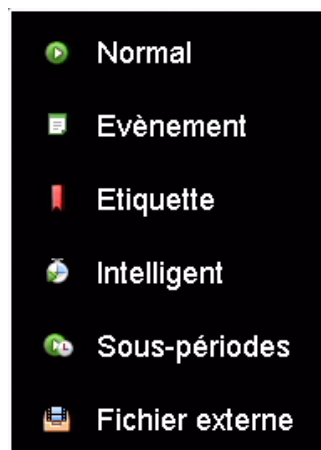 Normal
Evènement
Etiquette
Intelligent
Sous-périodes
Fichier externe